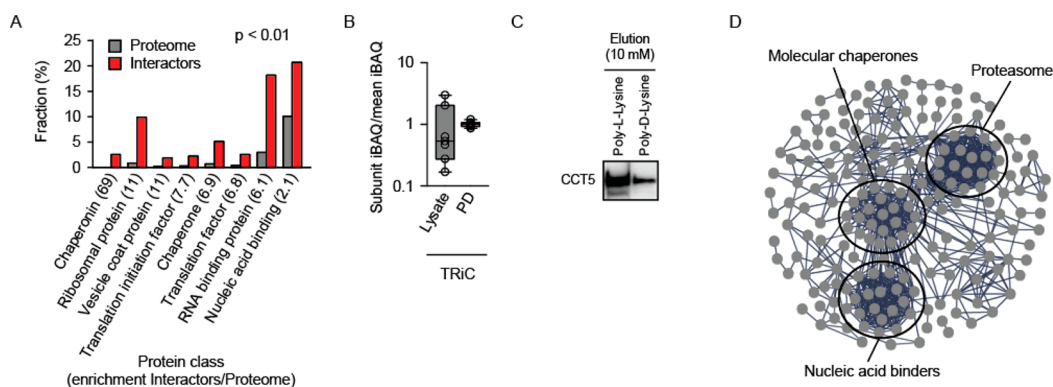 A
p < 0.01
Proteome
Interactors
Fraction (%)
25
20
15
10
5
0
Chaperonin (69)
Ribosomal protein (11)
Vesicle coat protein (11)
Translation initiation factor (7.7)
Chaperone (6.9)
Translation factor (6.8)
RNA binding protein (6.1)
Nucleic acid binding (2.1)
Protein class
(enrichment Interactors/Proteome)
B
Subunit iBAQ/mean iBAQ
10
1
0.1
Lysate
PD
TRiC
C
Elution
(10 mM)
Poly-L-Lysine
Poly-D-Lysine
CCT5
D
Molecular chaperones
Proteasome
Nucleic acid binders